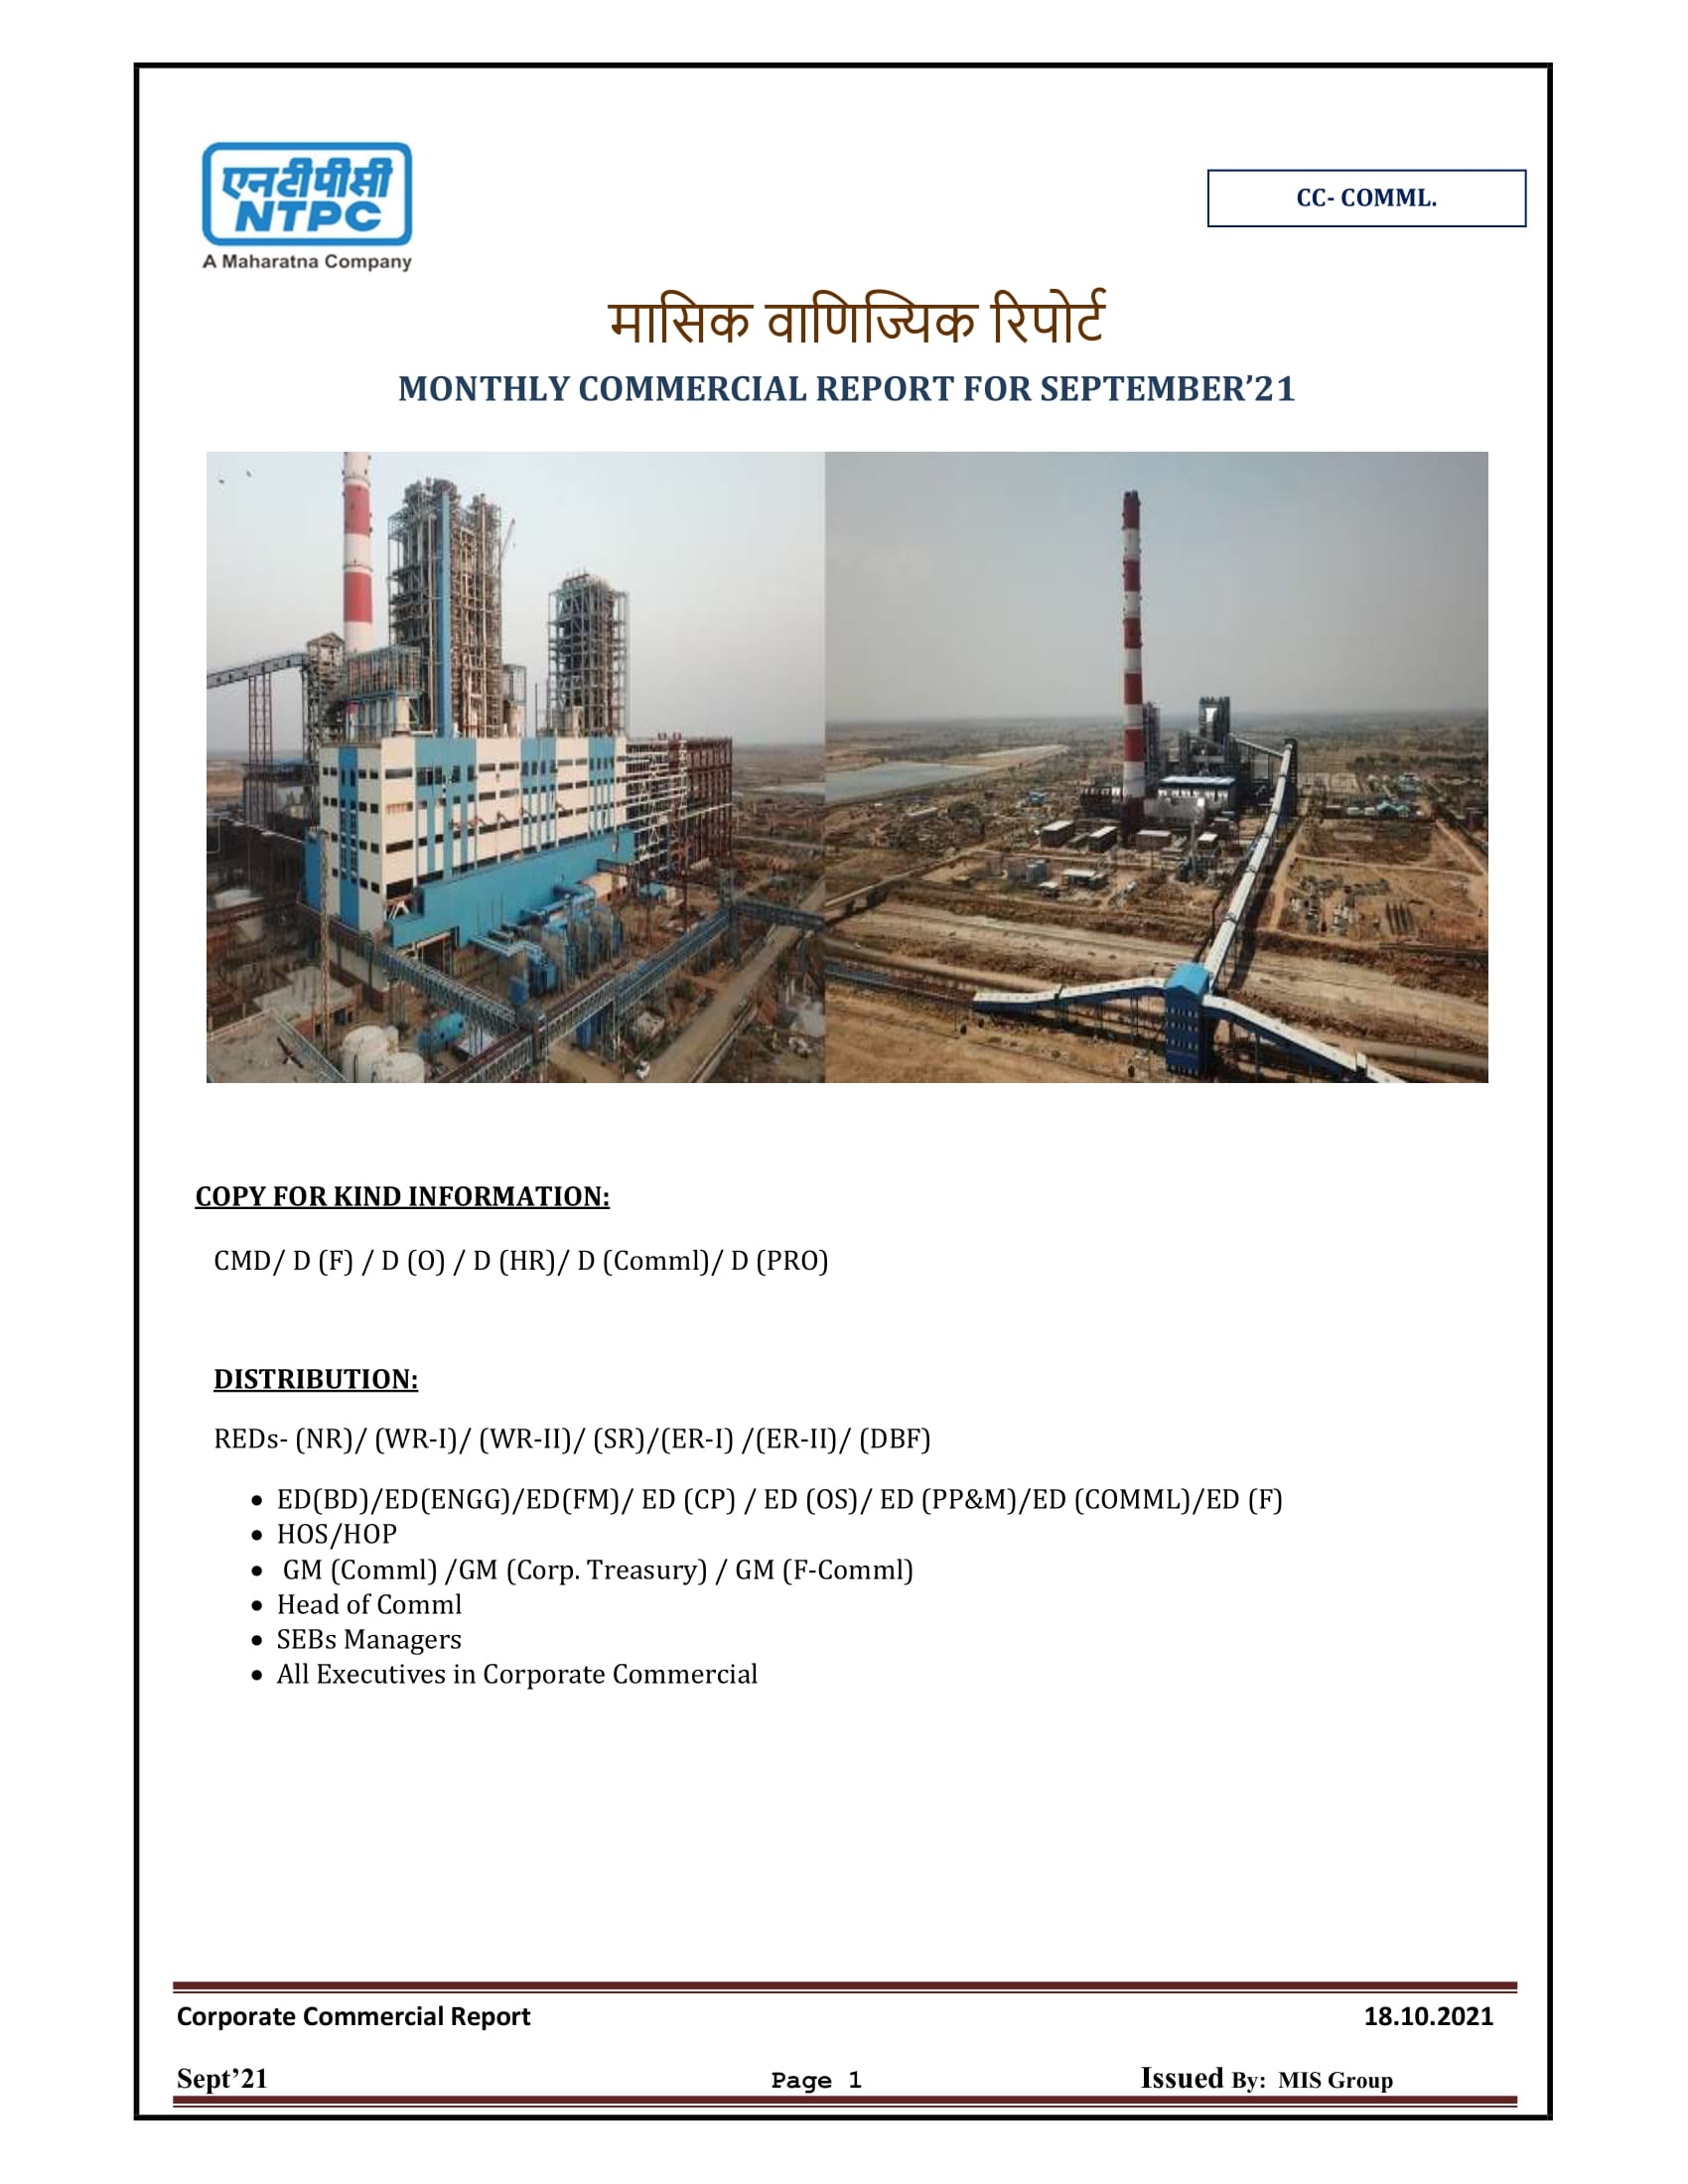 एनटीपीसी
NTPC
A Maharatna Company
CC- COMML.
मासिक वाणिज्यिक रिपोर्ट
MONTHLY COMMERCIAL REPORT FOR SEPTEMBER’21
COPY FOR KIND INFORMATION:
CMD/ D (F) / D (O) / D (HR)/ D (Comml)/ D (PRO)
DISTRIBUTION:
REDs- (NR)/ (WR-I)/ (WR-II)/ (SR)/(ER-I) /(ER-II)/ (DBF)
• ED(BD)/ED(ENGG)/ED(FM)/ ED (CP) / ED (OS)/ ED (PP&M)/ED (COMML)/ED (F)
• HOS/HOP
• GM (Comml) /GM (Corp. Treasury) / GM (F-Comml)
• Head of Comml
• SEBs Managers
• All Executives in Corporate Commercial
Corporate Commercial Report 18.10.2021
Sept’21 Page 1 Issued By: MIS Group